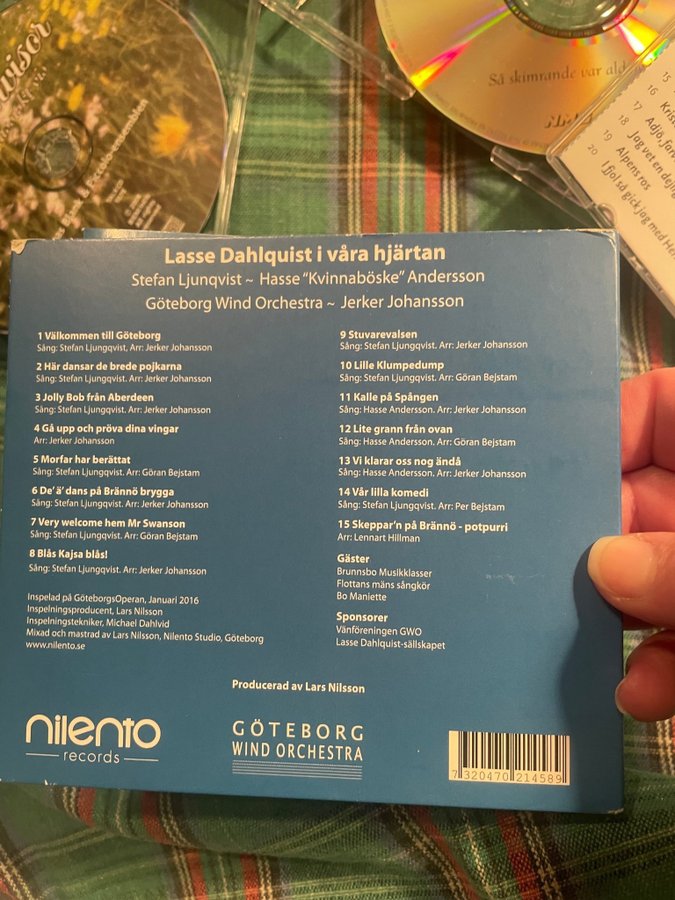 visor
Så skimrande var
15
16
17 Adjö, far
18 Jag vet en dejlig
19 Alpens ros
20 I fjol så gick jag med
Lasse Dahlquist i våra hjärtan
Stefan Ljunqvist ~ Hasse "Kvinnaböske" Andersson
Göteborg Wind Orchestra ~ Jerker Johansson
1 Välkommen till Göteborg
Sång: Stefan Ljungqvist, Arr: Jerker Johansson
2 Här dansar de brede pojkarna
Sång: Stefan Ljungqvist. Arr: Jerker Johansson
3 Jolly Bob från Aberdeen
Sång: Stefan Ljungqvist. Arr: Jerker Johansson
4 Gå upp och pröva dina vingar
Arr: Jerker Johansson
5 Morfar har berättat
Sång: Stefan Ljungqvist. Arr: Göran Bejstam
6 De' ä' dans på Brännö brygga
Sång: Stefan Ljungqvist. Arr: Jerker Johansson
7 Very welcome hem Mr Swanson
Sång: Stefan Ljungqvist. Arr: Göran Bejstam
8 Blås Kajsa blås!
Sång: Stefan Ljungqvist. Arr: Jerker Johansson
9 Stuvarevalsen
Sång: Stefan Ljungqvist. Arr: Jerker Johansson
10 Lille Klumpedump
Sång: Stefan Ljungqvist. Arr: Göran Bejstam
11 Kalle på Spången
Sång: Hasse Andersson. Arr: Jerker Johansson
12 Lite grann från ovan
Sång: Hasse Andersson. Arr: Göran Bejstam
13 Vi klarar oss nog ändå
Sång: Hasse Andersson. Arr: Jerker Johansson
14 Vår lilla komedi
Sång: Stefan Ljungqvist. Arr: Per Bejstam
15 Skeppar'n på Brännö - potpurri
Arr: Lennart Hillman
Gäster
Brunnsbo Musikklasser
Flottans mäns sångkör
Bo Maniette
Sponsorer
Vänföreningen GWO
Lasse Dahlquist-sällskapet
Inspelad på GöteborgsOperan, Januari 2016
Inspelningsproducent, Lars Nilsson
Inspelningstekniker, Michael Dahlvid
Mixad och mastrad av Lars Nilsson, Nilento Studio, Göteborg
www.nilento.se
Producerad av Lars Nilsson
nilento
records
GÖTEBORG
WIND ORCHESTRA
7 320470 214589